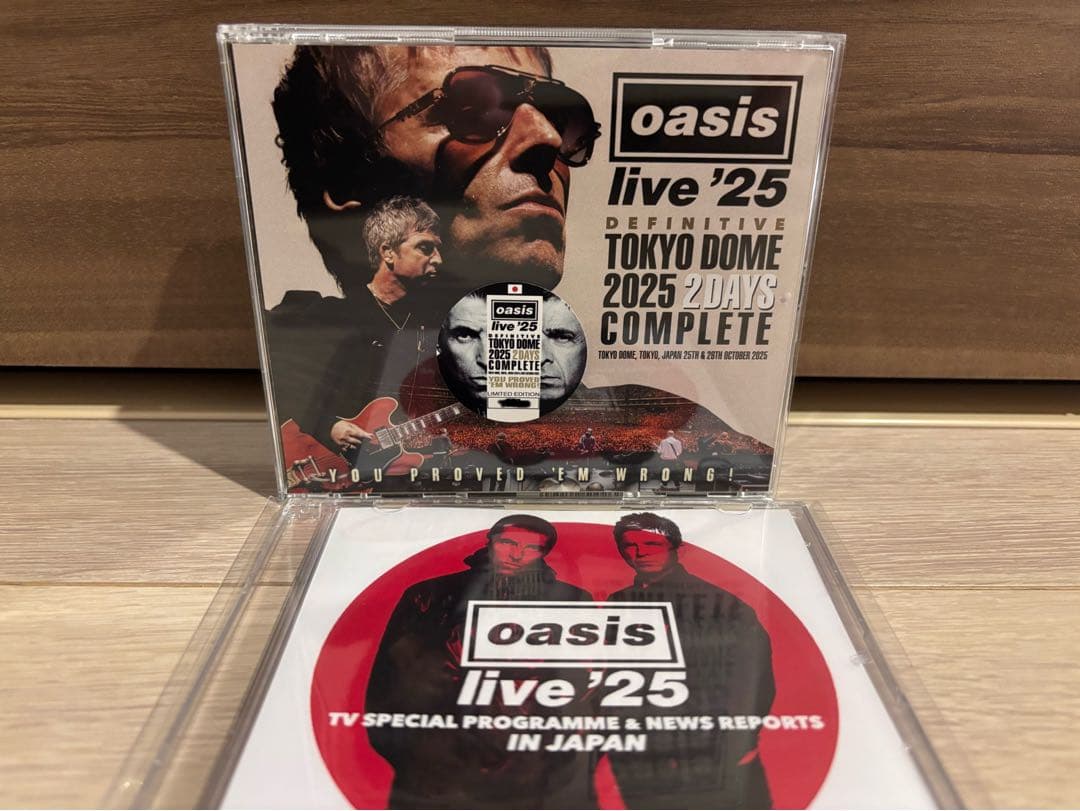 oasis
live '25
DEFINITIVE
TOKYO DOME
2025 2DAYS
COMPLETE
TOKYO DOME, TOKYO, JAPAN 25TH & 26TH OCTOBER 2025
oasis
live '25
DEFINITIVE
TOKYO DOME
2025 2DAYS
COMPLETE
YOU PROVED
'EM WRONG!
LIMITED EDITION
YOU PROVED 'EM WRONG!
oasis
live '25
TV SPECIAL PROGRAMME & NEWS REPORTS
IN JAPAN